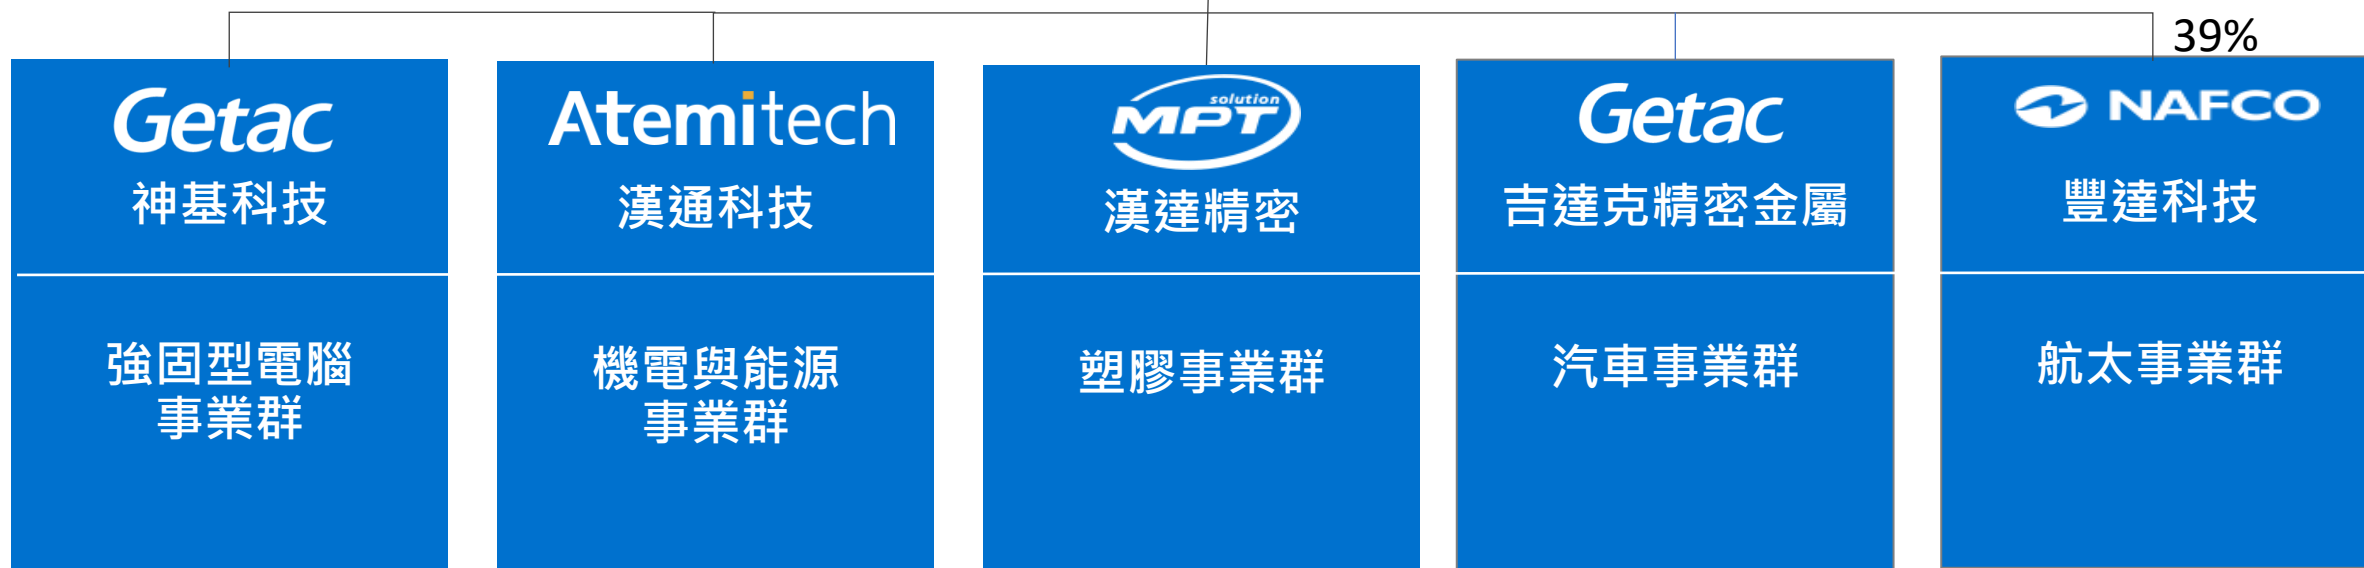 39%
Getac
神基科技
強固型電腦
事業群
Atemitech
漢通科技
機電與能源
事業群
solution
MPT
漢達精密
塑膠事業群
Getac
吉達克精密金屬
汽車事業群
NAFCO
豐達科技
航太事業群